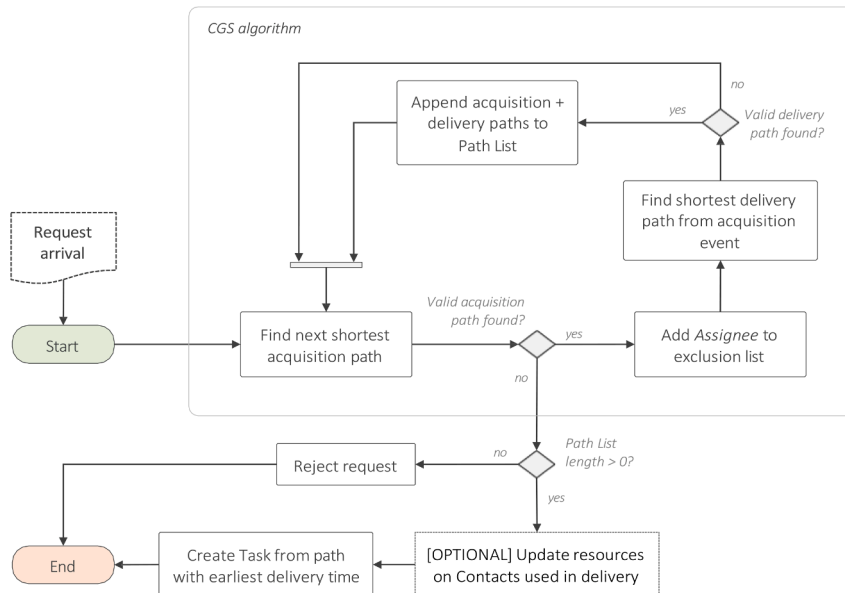 CGS algorithm
no
Append acquisition +
delivery paths to
Path List
yes
Valid delivery
path found?
Find shortest delivery
path from acquisition
event
Request
arrival
Valid acquisition
path found?
Start
Find next shortest
acquisition path
yes
Add Assignee to
exclusion list
no
Path List
length > 0?
no
Reject request
yes
End
Create Task from path
with earliest delivery time
[OPTIONAL] Update resources
on Contacts used in delivery